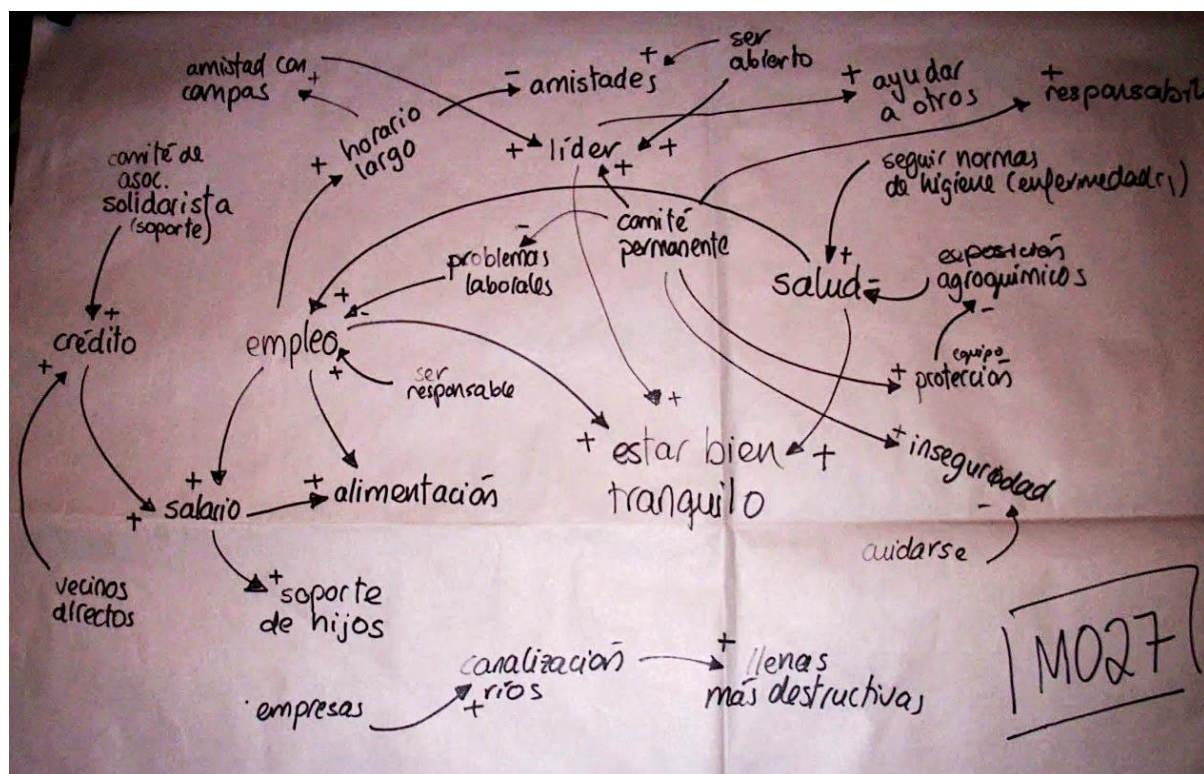 amistad con
campas
+
- amistades +
ser
abierto
+ ayudar
a otros
+
responsabil
+ horario
largo
comité de
asoc.
solidarista
(soporte)
+ líder +
+
seguir normas
de higiene (enfermedades)
comité
permanente
-
problemas
laborales
+
salud -
exposición
agroquímicos
-
+
crédito
+
empleo
+
-
+
ser
responsable
equipo
+ protección
+
+ estar bien +
tranquilo
+ inseguridad
-
cuidarse
+
+ salario
+ alimentación
vecinos
directos
+ soporte
de hijos
canalización
ríos
+
empresas
+
llenas
más destructivas
M027